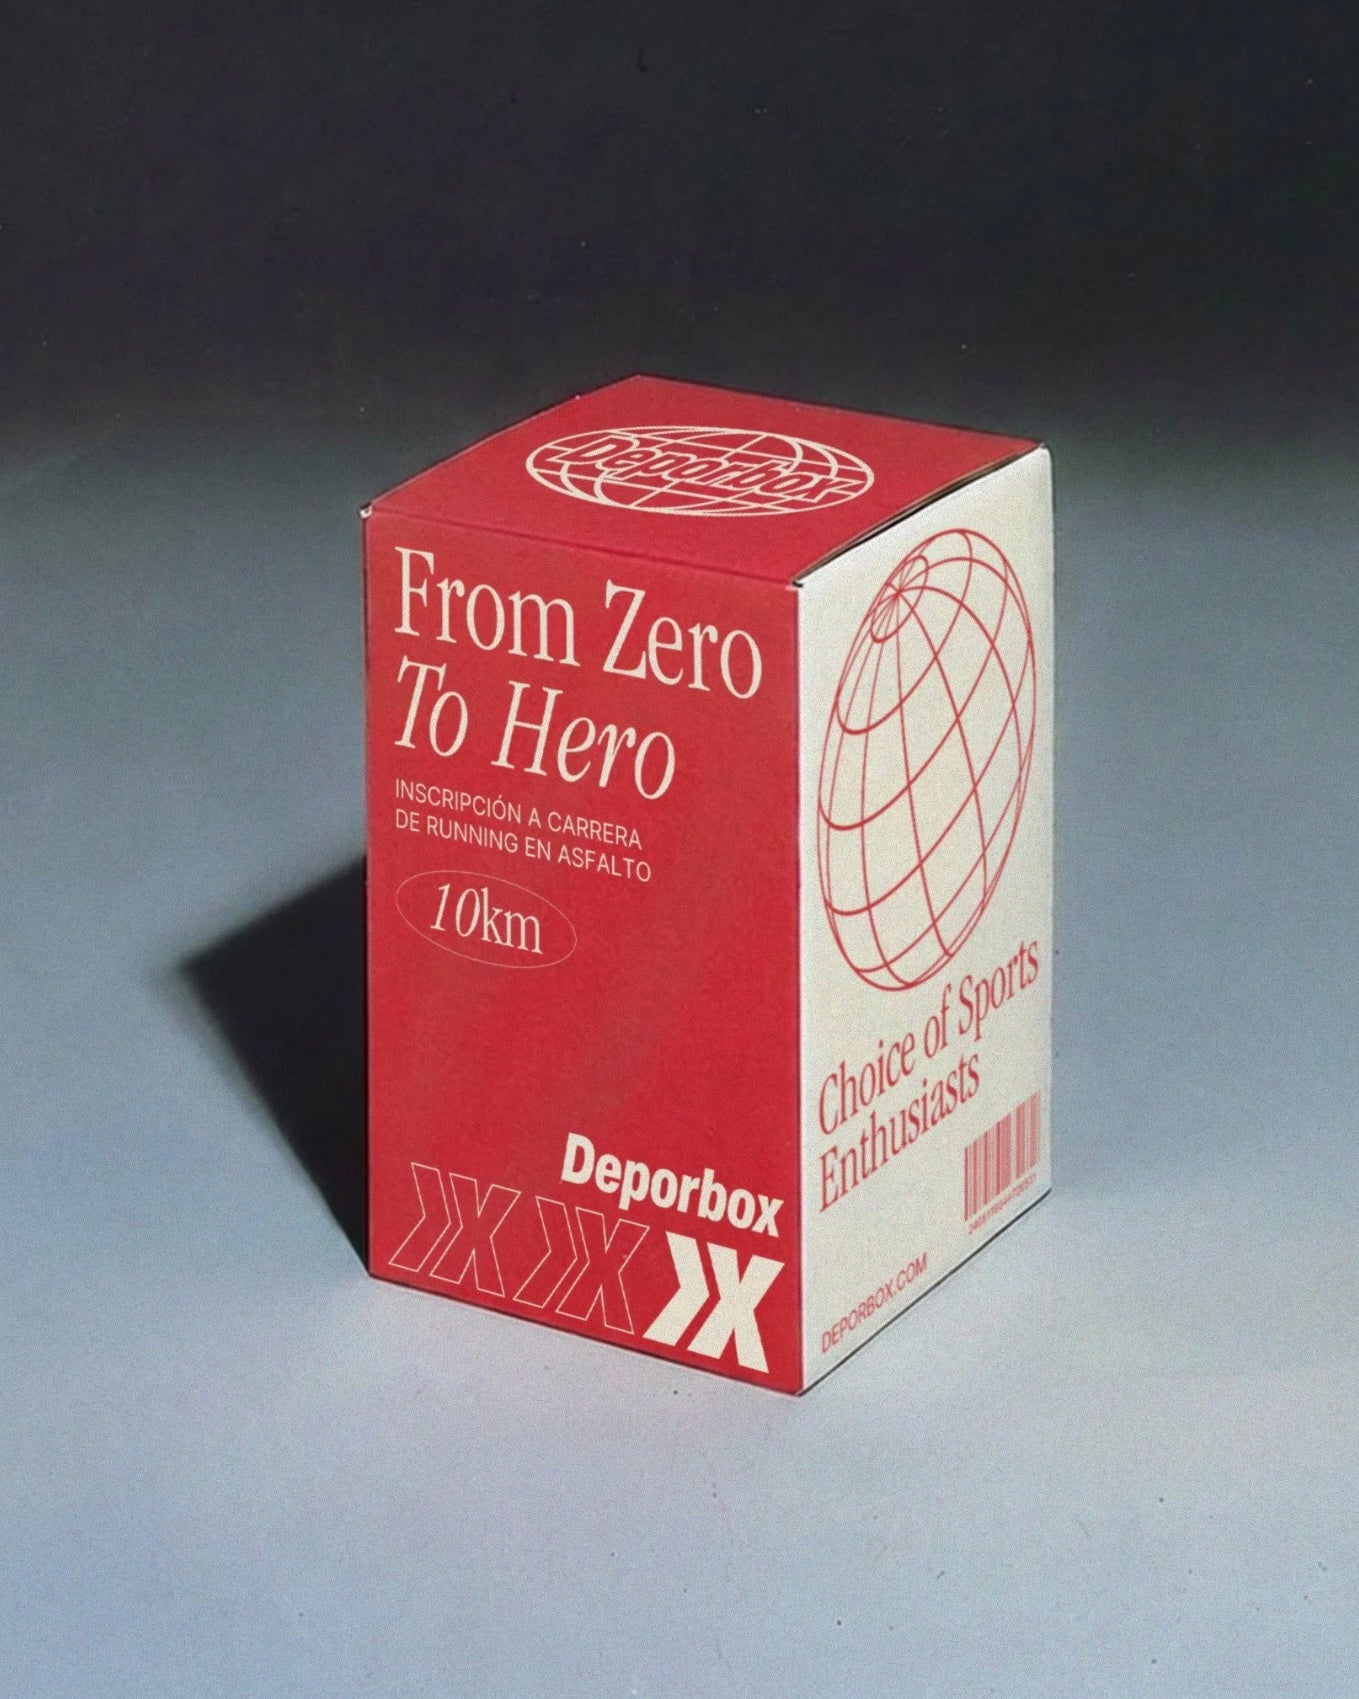 Deporbox
From Zero
To Hero
INSCRIPCIÓN A CARRERA
DE RUNNING EN ASFALTO
10km
Deporbox
Choice of Sports
Enthusiasts
DEPORBOX.COM